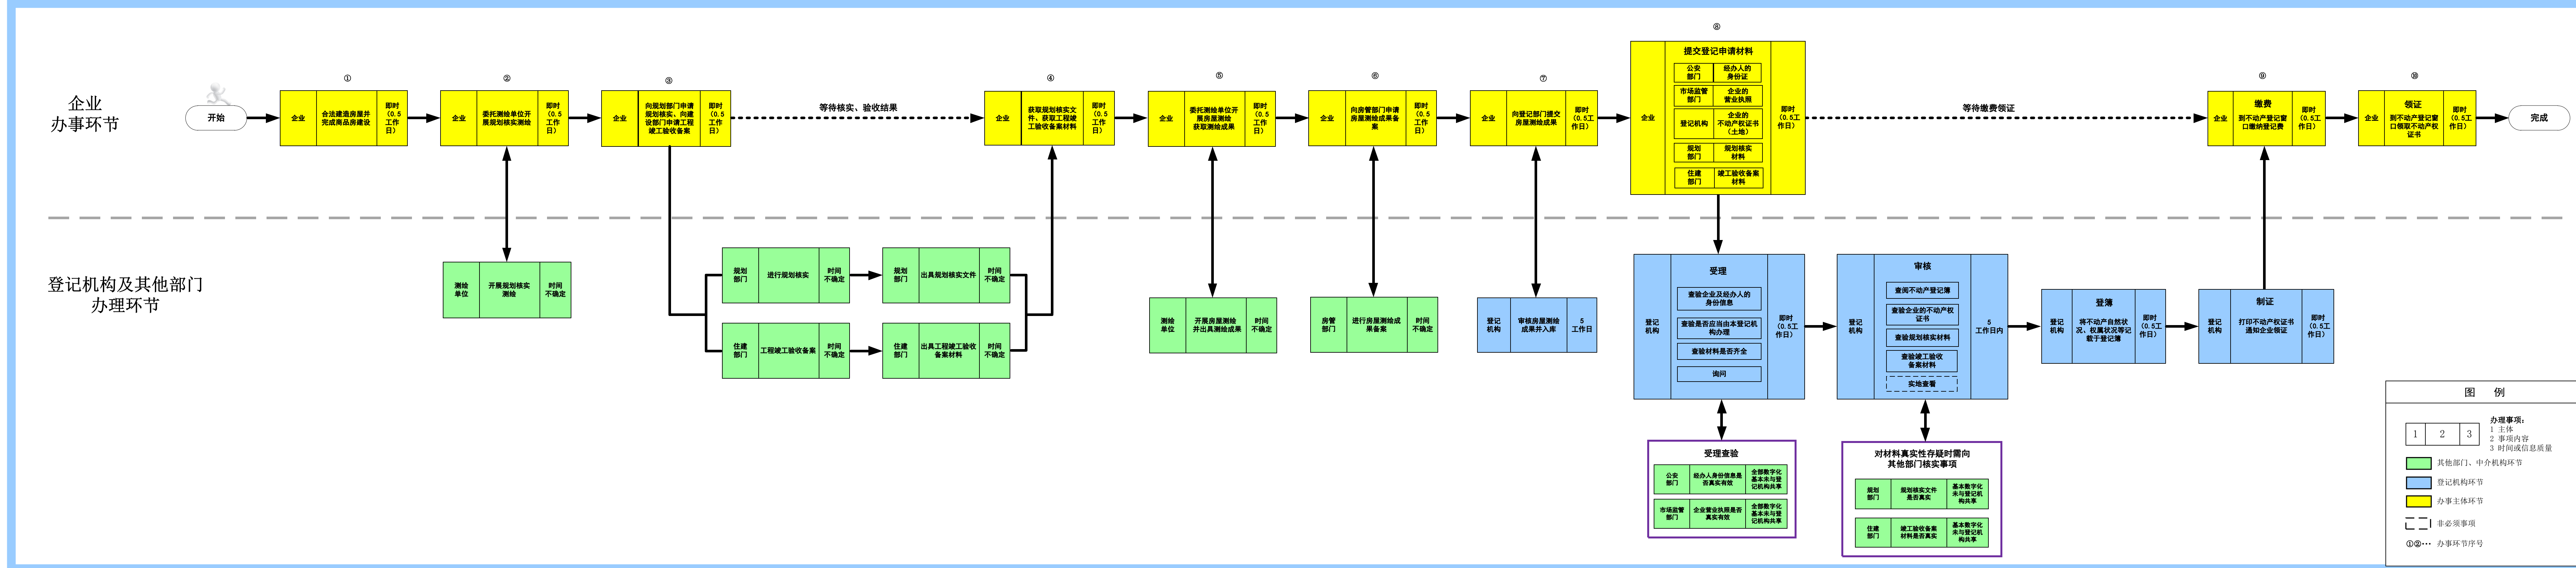 企业
办事环节
开始
①
企业
合法建造房屋并
完成商品房建设
即时
（0.5
工作
日）
②
企业
委托测绘单位开
展规划核实测绘
即时
（0.5
工作
日）
③
企业
向规划部门申请
规划核实、向建
设部门申请工程
竣工验收备案
即时
（0.5
工作
日）
等待核实、验收结果
④
企业
获取规划核实文
件、获取工程竣
工验收备案材料
即时
（0.5
工作
日）
⑤
企业
委托测绘单位开
展房屋测绘
获取测绘成果
即时
（0.5
工作
日）
⑥
企业
向房管部门申请
房屋测绘成果备
案
即时
（0.5
工作
日）
⑦
企业
向登记部门提交
房屋测绘成果
即时
（0.5工
作日）
⑧
企业
提交登记申请材料
公安
部门
经办人的
身份证
市场监管
部门
企业的
营业执照
登记机构
企业的
不动产权证书
（土地）
规划
部门
规划核实
材料
住建
部门
竣工验收备案
材料
即时
（0.5工
作日）
等待缴费领证
⑨
企业
缴费
到不动产登记窗
口缴纳登记费
即时
（0.5工
作日）
⑩
企业
领证
到不动产登记窗
口领取不动产权
证书
即时
（0.5工
作日）
完成
登记机构及其他部门
办理环节
测绘
单位
开展规划核实
测绘
时间
不确定
规划
部门
进行规划核实
时间
不确定
规划
部门
出具规划核实文件
时间
不确定
住建
部门
工程竣工验收备案
时间
不确定
住建
部门
出具工程竣工验收
备案材料
时间
不确定
测绘
单位
开展房屋测绘
并出具测绘成果
时间
不确定
房管
部门
进行房屋测绘成
果备案
时间
不确定
登记
机构
审核房屋测绘
成果并入库
5
工作日
登记
机构
受理
查验企业及经办人的
身份信息
查验是否应当由本登记机
构办理
查验材料是否齐全
询问
即时
（0.5工
作日）
登记
机构
审核
查阅不动产登记簿
查验企业的不动产权
证书
查验规划核实材料
查验竣工验收
备案材料
实地查看
5
工作日内
登记
机构
登簿
将不动产自然状
况、权属状况等记
载于登记簿
即时
（0.5工
作日）
登记
机构
制证
打印不动产权证书
通知企业领证
即时
（0.5工
作日）
受理查验
公安
部门
经办人身份信息是
否真实有效
全部数字化
基本未与登
记机构共享
市场监管
部门
企业营业执照是否
真实有效
全部数字化
基本未与登
记机构共享
对材料真实性存疑时需向
其他部门核实事项
规划
部门
规划核实文件
是否真实
基本数字化
未与登记机
构共享
住建
部门
竣工验收备案
材料是否真实
基本数字化
未与登记机
构共享
图 例
1
2
3
办理事项：
1 主体
2 事项内容
3 时间或信息质量
其他部门、中介机构环节
登记机构环节
办事主体环节
非必须事项
①②… 办事环节序号